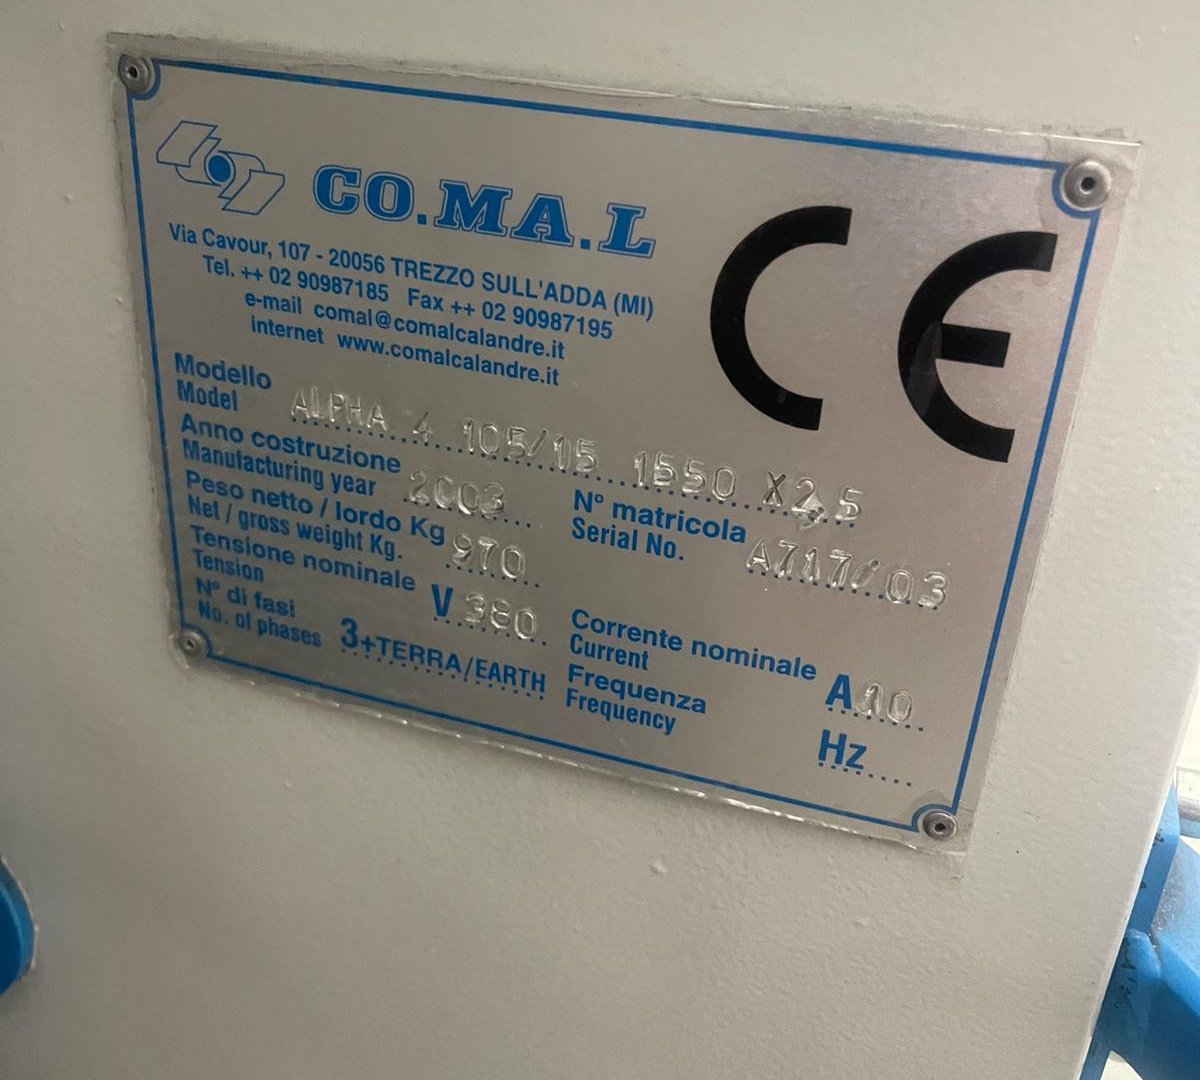 CO.MA.L
CE
Via Cavour, 107 - 20056 TREZZO SULL'ADDA (MI)
Tel. ++ 02 90987185 Fax ++ 02 90987195
e-mail comal@comalcalandre.it
internet www.comalcalandre.it
Modello
Model ALPHA 4 105/15 1550 X2,5
Anno costruzione
Manufacturing year 2003
N° matricola
Serial No. A717/03
Peso netto / lordo Kg
Net / gross weight Kg. 970
Tensione nominale
Tension V 380
Corrente nominale
Current A 10
N° di fasi
No. of phases 3+TERRA/EARTH
Frequenza
Frequency Hz